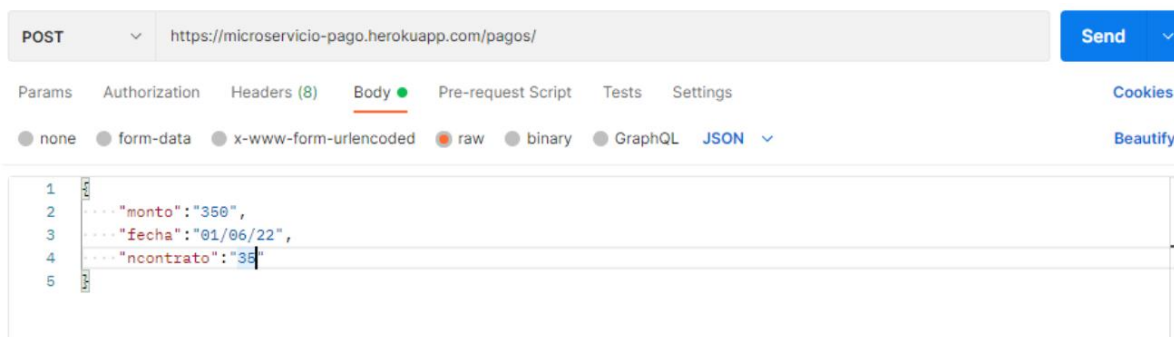 POST https://microservicio-pago.herokuapp.com/pagos/ Send
Params Authorization Headers (8) Body Pre-request Script Tests Settings Cookies
none form-data x-www-form-urlencoded raw binary GraphQL JSON Beautify
1 {
2 "monto":"350",
3 "fecha":"01/06/22",
4 "ncontrato":"35"
5 }